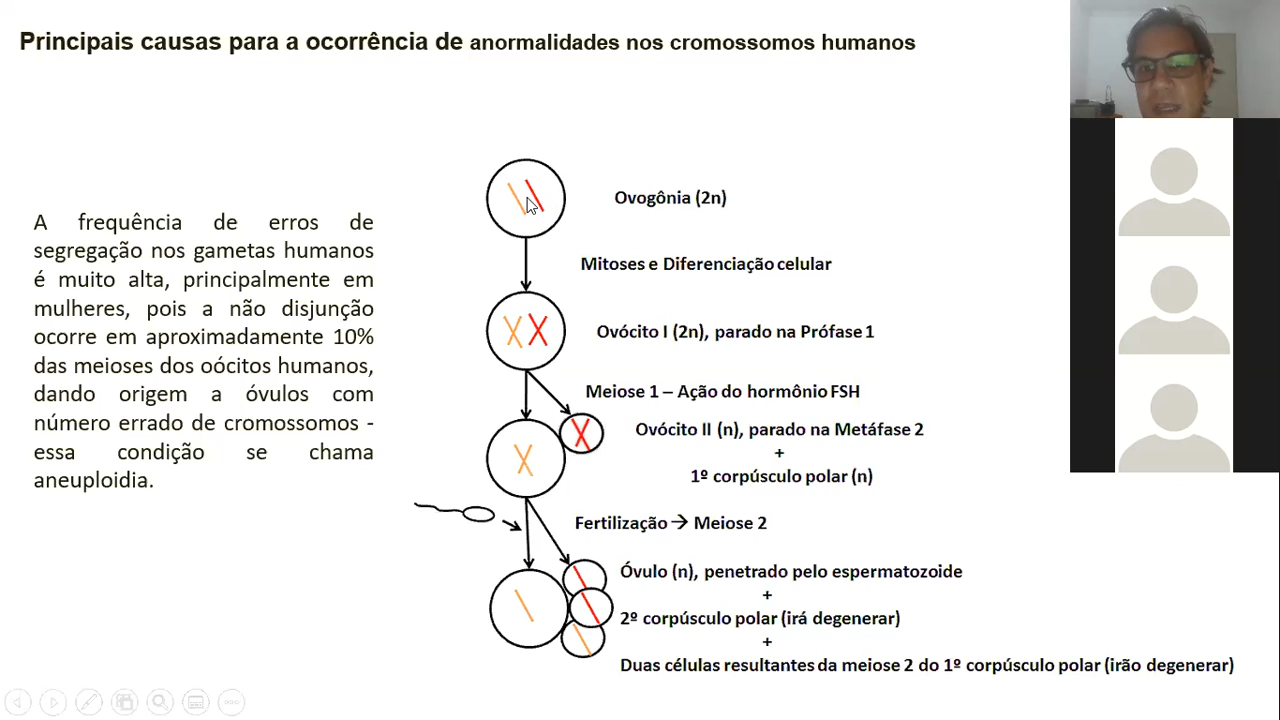 Principais causas para a ocorrência de anormalidades nos cromossomos humanos
A frequência de erros de
segregação nos gametas humanos
é muito alta, principalmente em
mulheres, pois a não disjunção
ocorre em aproximadamente 10%
das meioses dos oócitos humanos,
dando origem a óvulos com
número errado de cromossomos -
essa condição se chama
aneuploidia.
Ovogônia (2n)
Mitoses e Diferenciação celular
Ovócito I (2n), parado na Prófase 1
Meiose 1 – Ação do hormônio FSH
Ovócito II (n), parado na Metáfase 2
+
1º corpúsculo polar (n)
Fertilização → Meiose 2
Óvulo (n), penetrado pelo espermatozoide
+
2º corpúsculo polar (irá degenerar)
+
Duas células resultantes da meiose 2 do 1º corpúsculo polar (irão degenerar)